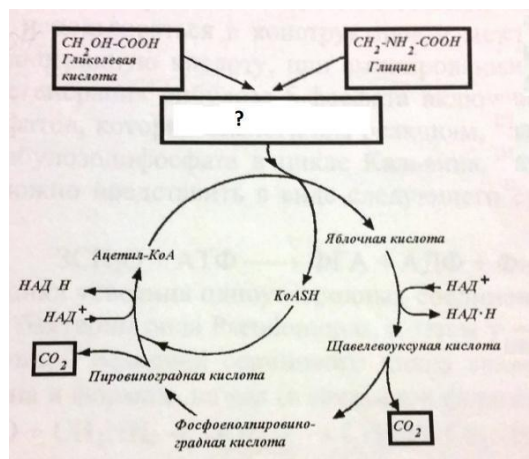 CH₂OH-COOH
Гликолевая
кислота
CH₂-NH₂-COOH
Глицин
?
Яблочная кислота
Ацетил-КоА
НАД Н
НАД⁺
KoASH
НАД⁺
НАД·Н
CO₂
Щавелевоуксусная кислота
Пировиноградная кислота
Фосфоенолпировино-
градная кислота
CO₂